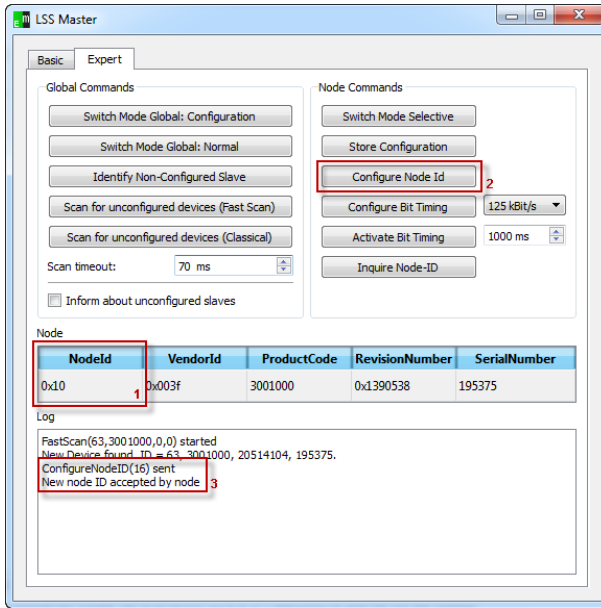 LSS Master
Basic Expert
Global Commands
Node Commands
Switch Mode Global: Configuration
Switch Mode Selective
Switch Mode Global: Normal
Store Configuration
Identify Non-Configured Slave
Configure Node Id
2
Scan for unconfigured devices (Fast Scan)
Configure Bit Timing
125 kBit/s
Scan for unconfigured devices (Classical)
Activate Bit Timing
1000 ms
Scan timeout:
70 ms
Inquire Node-ID
Inform about unconfigured slaves
Node
NodeId VendorId ProductCode RevisionNumber SerialNumber
0x10 0x003f 3001000 0x1390538 195375
1
Log
FastScan(63,3001000,0,0) started
New Device found. ID = 63, 3001000, 20514104, 195375.
ConfigureNodeID(16) sent
New node ID accepted by node
3